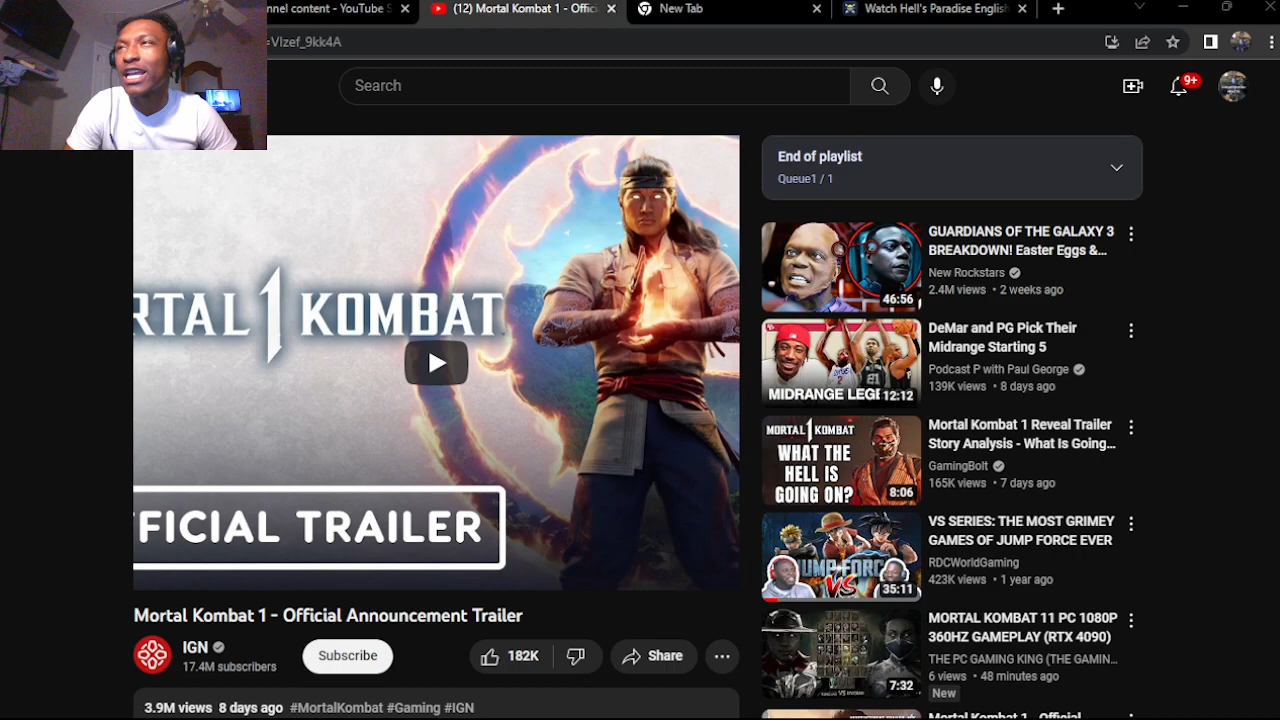 nnel content - YouTube S
(12) Mortal Kombat 1 - Offici
New Tab
Watch Hell's Paradise English
=VIzef_9kk4A
Search
9+
RTAL 1 KOMBAT
FFICIAL TRAILER
Mortal Kombat 1 - Official Announcement Trailer
IGN
17.4M subscribers
Subscribe
182K
Share
3.9M views 8 days ago #MortalKombat #Gaming #IGN
End of playlist
Queue1 / 1
46:56
GUARDIANS OF THE GALAXY 3
BREAKDOWN! Easter Eggs &...
New Rockstars
2.4M views • 2 weeks ago
MIDRANGE LEGE
12:12
DeMar and PG Pick Their
Midrange Starting 5
Podcast P with Paul George
139K views • 8 days ago
MORTAL 1 KOMBAT
WHAT THE
HELL IS
GOING ON?
8:06
Mortal Kombat 1 Reveal Trailer
Story Analysis - What Is Going...
GamingBolt
165K views • 7 days ago
JUMP FORCE
VS
35:11
VS SERIES: THE MOST GRIMEY
GAMES OF JUMP FORCE EVER
RDCWorldGaming
423K views • 1 year ago
7:32
MORTAL KOMBAT 11 PC 1080P
360HZ GAMEPLAY (RTX 4090)
THE PC GAMING KING (THE GAMIN...
6 views • 48 minutes ago
New
Mortal Kombat 1 - Official